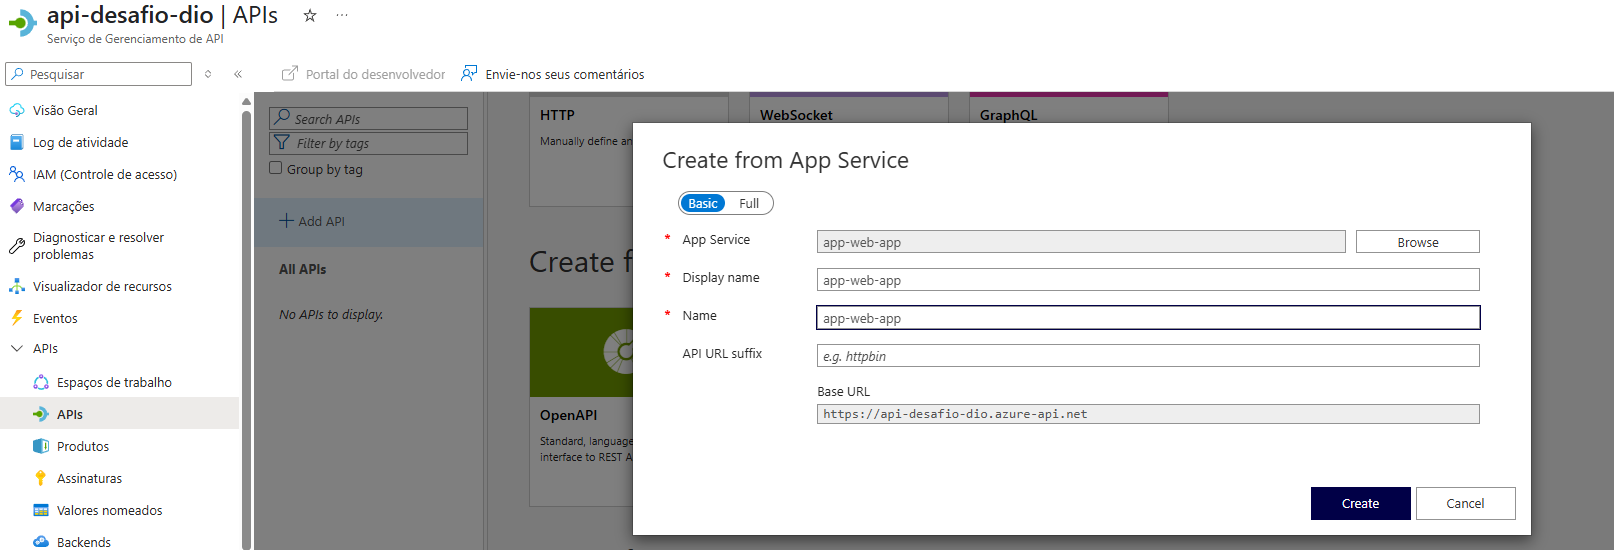 api-desafio-dio | APIs
Serviço de Gerenciamento de API
Pesquisar
Portal do desenvolvedor
Envie-nos seus comentários
Visão Geral
Log de atividade
IAM (Controle de acesso)
Marcações
Diagnosticar e resolver
problemas
Visualizador de recursos
Eventos
APIs
Espaços de trabalho
APIs
Produtos
Assinaturas
Valores nomeados
Backends
Search APIs
Filter by tags
Group by tag
Add API
All APIs
No APIs to display.
HTTP
Manually define an
WebSocket
GraphQL
Create f
OpenAPI
Standard, language
interface to REST A
Create from App Service
Basic Full
* App Service
app-web-app
Browse
* Display name
app-web-app
* Name
app-web-app
API URL suffix
e.g. httpbin
Base URL
https://api-desafio-dio.azure-api.net
Create
Cancel